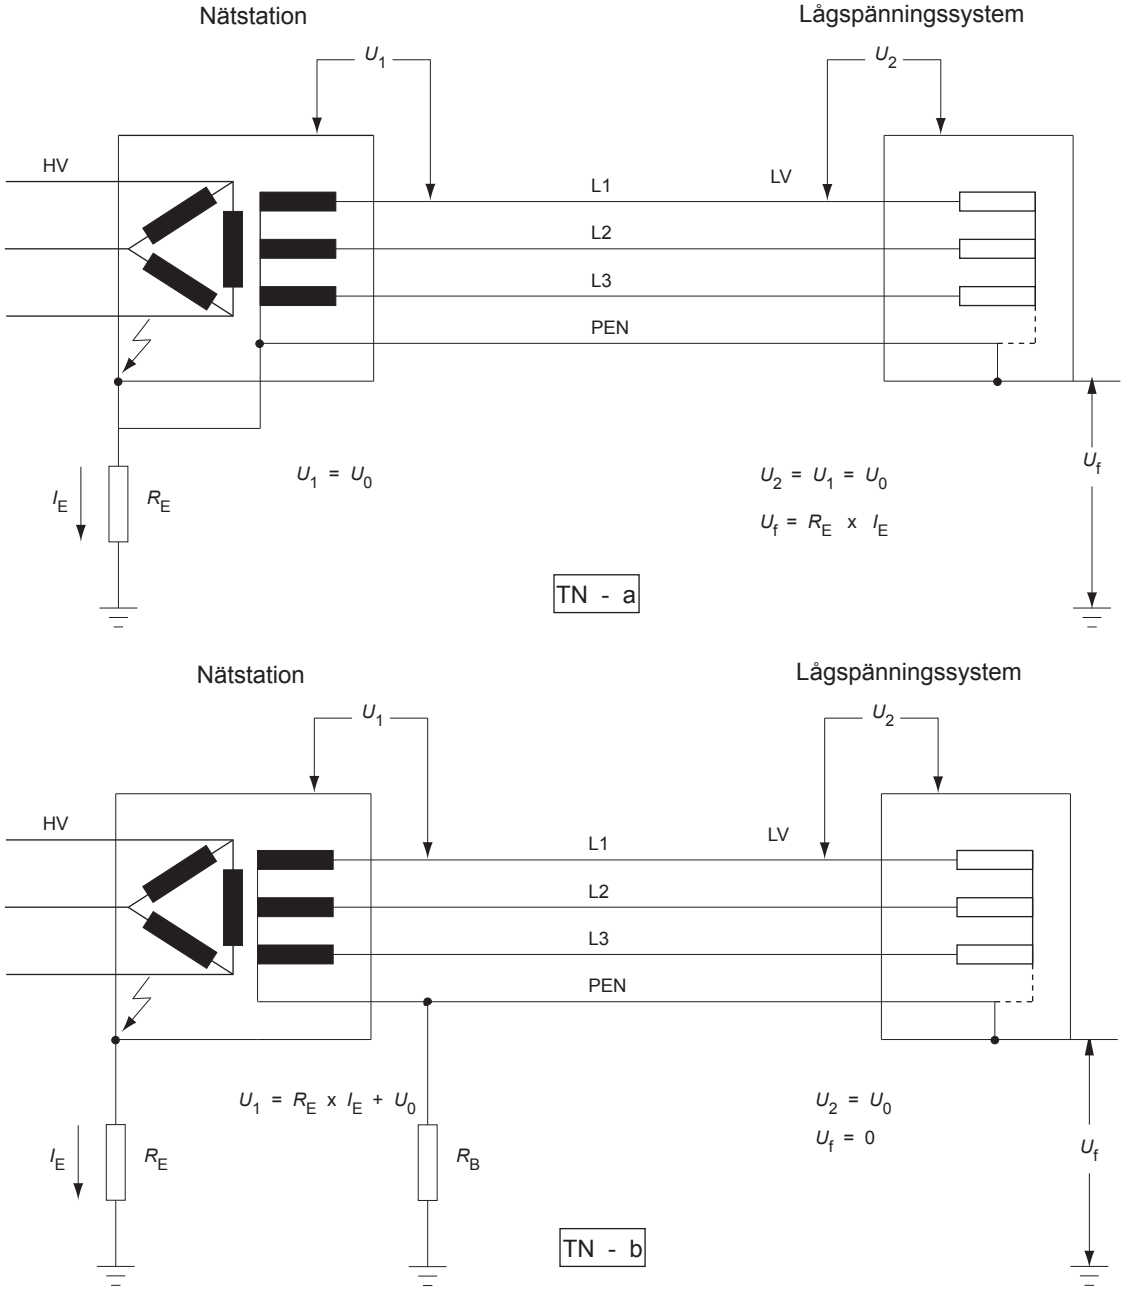 Nätstation Lågspänningssystem
U1 U2
HV
L1 LV
L2
L3
PEN
U1 = U0
U2 = U1 = U0
Uf
IE RE
Uf = RE x IE
TN - a
Nätstation Lågspänningssystem
U1 U2
HV
L1 LV
L2
L3
PEN
U1 = RE x IE + U0
U2 = U0
Uf = 0
IE RE RB Uf
TN - b